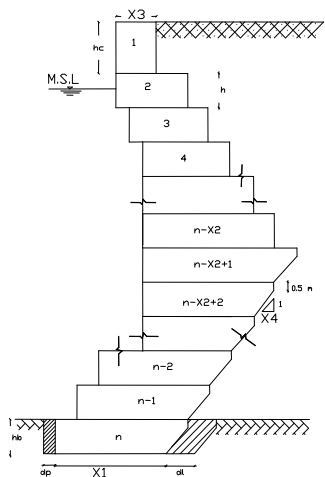 X3
hc
1
M.S.L
2
h
3
4
n-X2
n-X2+1
0.5 m
n-X2+2
1
X4
n-2
n-1
hb
n
dp
X1
dl